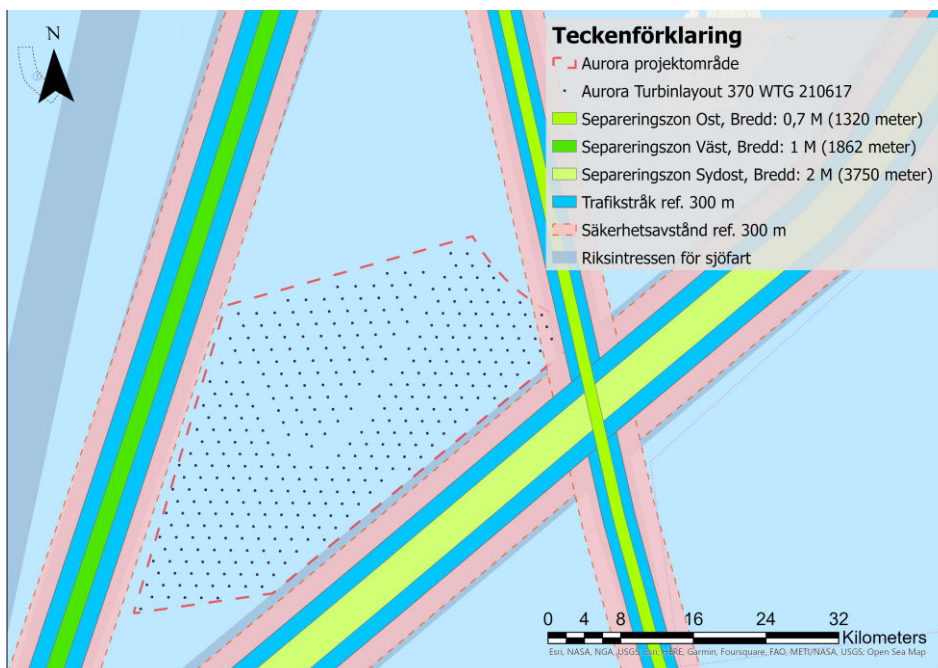 N
Teckenförklaring
Aurora projektområde
Aurora Turbinlayout 370 WTG 210617
Separeringszon Ost, Bredd: 0,7 M (1320 meter)
Separeringszon Väst, Bredd: 1 M (1862 meter)
Separeringszon Sydost, Bredd: 2 M (3750 meter)
Trafikstråk ref. 300 m
Säkerhetsavstånd ref. 300 m
Riksintressen för sjöfart
0 4 8 16 24 32
Kilometers
Esri, NASA, NGA, USGS, Esri, HERE, Garmin, Foursquare, FAO, METI/NASA, USGS; Open Sea Map